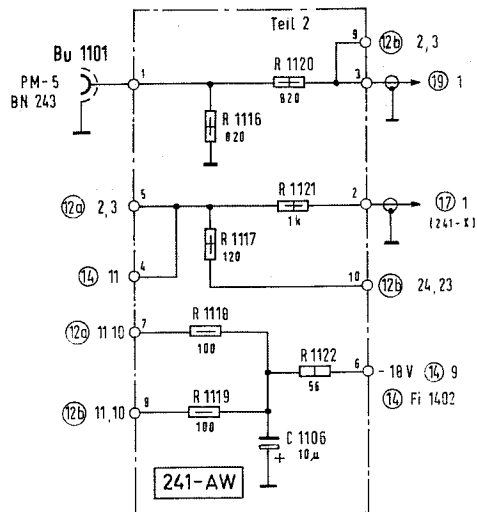 Teil 2
9 (12b) 2,3
Bu 1101
PM-5
BN 243
1
R 1120
820
3 (19) 1
R 1116
820
(12a) 2,3
5
R 1121
1k
2 (17) 1
(241-X)
R 1117
120
(14) 11
4
10 (12b) 24,23
(12a) 11 10
7
R 1118
100
R 1122
56
6 -18V (14) 9
(14) Fi 1402
(12b) 11,10
8
R 1119
100
C 1106
10µ
+
241-AW